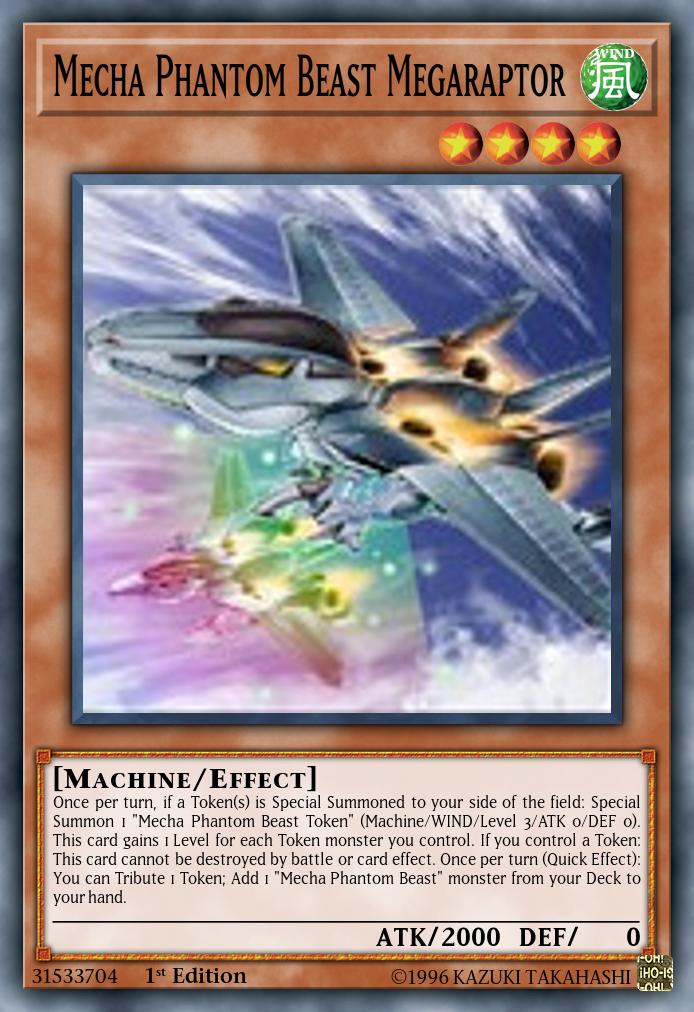 MECHA PHANTOM BEAST MEGARAPTOR
WIND
風
[MACHINE/EFFECT]
Once per turn, if a Token(s) is Special Summoned to your side of the field: Special
Summon 1 "Mecha Phantom Beast Token" (Machine/WIND/Level 3/ATK 0/DEF 0).
This card gains 1 Level for each Token monster you control. If you control a Token:
This card cannot be destroyed by battle or card effect. Once per turn (Quick Effect):
You can Tribute 1 Token; Add 1 "Mecha Phantom Beast" monster from your Deck to
your hand.
ATK/2000 DEF/ 0
31533704 1st Edition ©1996 KAZUKI TAKAHASHI